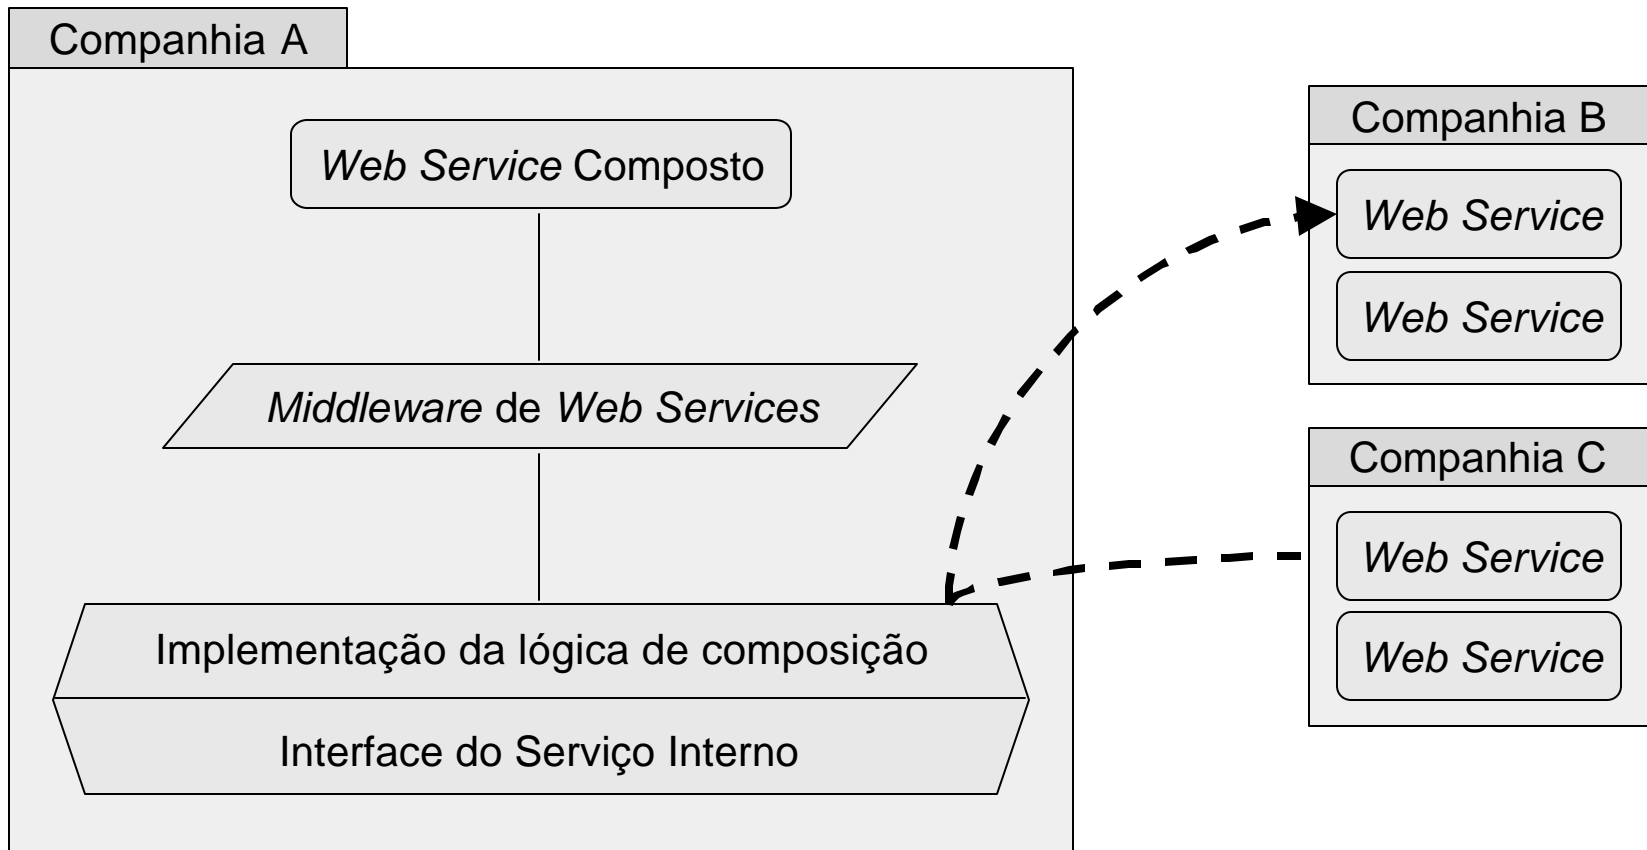 Companhia A
Web Service Composto
Middleware de Web Services
Implementação da lógica de composição
Interface do Serviço Interno
Companhia B
Web Service
Web Service
Companhia C
Web Service
Web Service